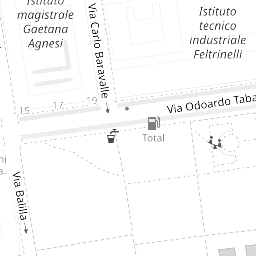 Istituto
magistrale
Gaetana
Agnesi
Istituto
tecnico
industriale
Feltrinelli
Via Carlo Baravalle
15
17
19
Via Odoardo Taba
Total
Via Balilla